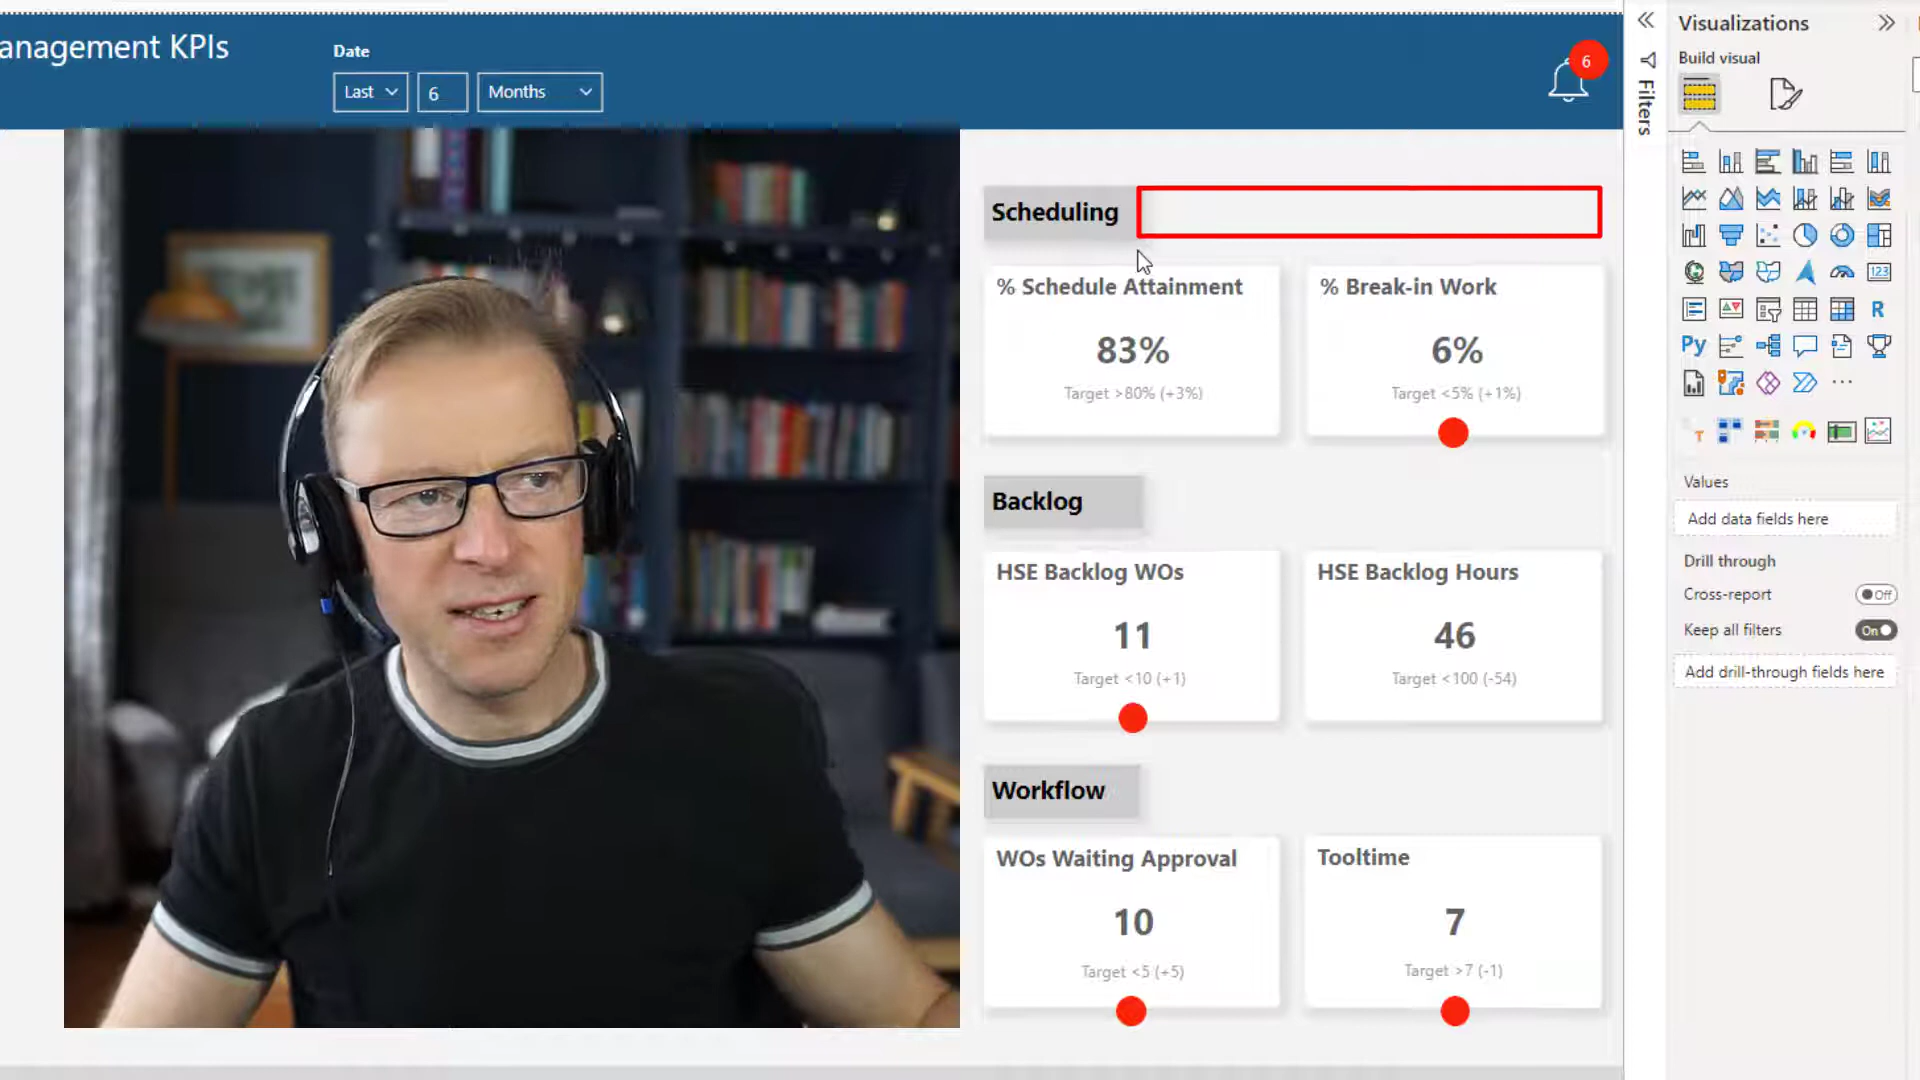 anagement KPIs
Date
Last
6
Months
6
Scheduling
% Schedule Attainment
83%
Target >80% (+3%)
% Break-in Work
6%
Target <5% (+1%)
Backlog
HSE Backlog WOs
11
Target <10 (+1)
HSE Backlog Hours
46
Target <100 (-54)
Workflow
WOs Waiting Approval
10
Target <5 (+5)
Tooltime
7
Target >7 (-1)
Filters
Visualizations
Build visual
123
R
Py
T
Values
Add data fields here
Drill through
Cross-report
Off
Keep all filters
On
Add drill-through fields here